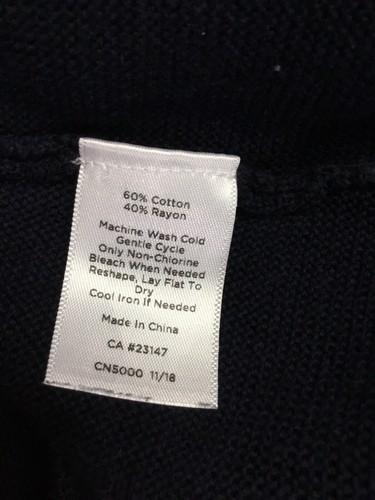 60% Cotton
40% Rayon
Machine Wash Cold
Gentle Cycle
Only Non-Chlorine
Bleach When Needed
Reshape, Lay Flat To
Dry
Cool Iron If Needed
Made In China
CA #23147
CN5000 11/18